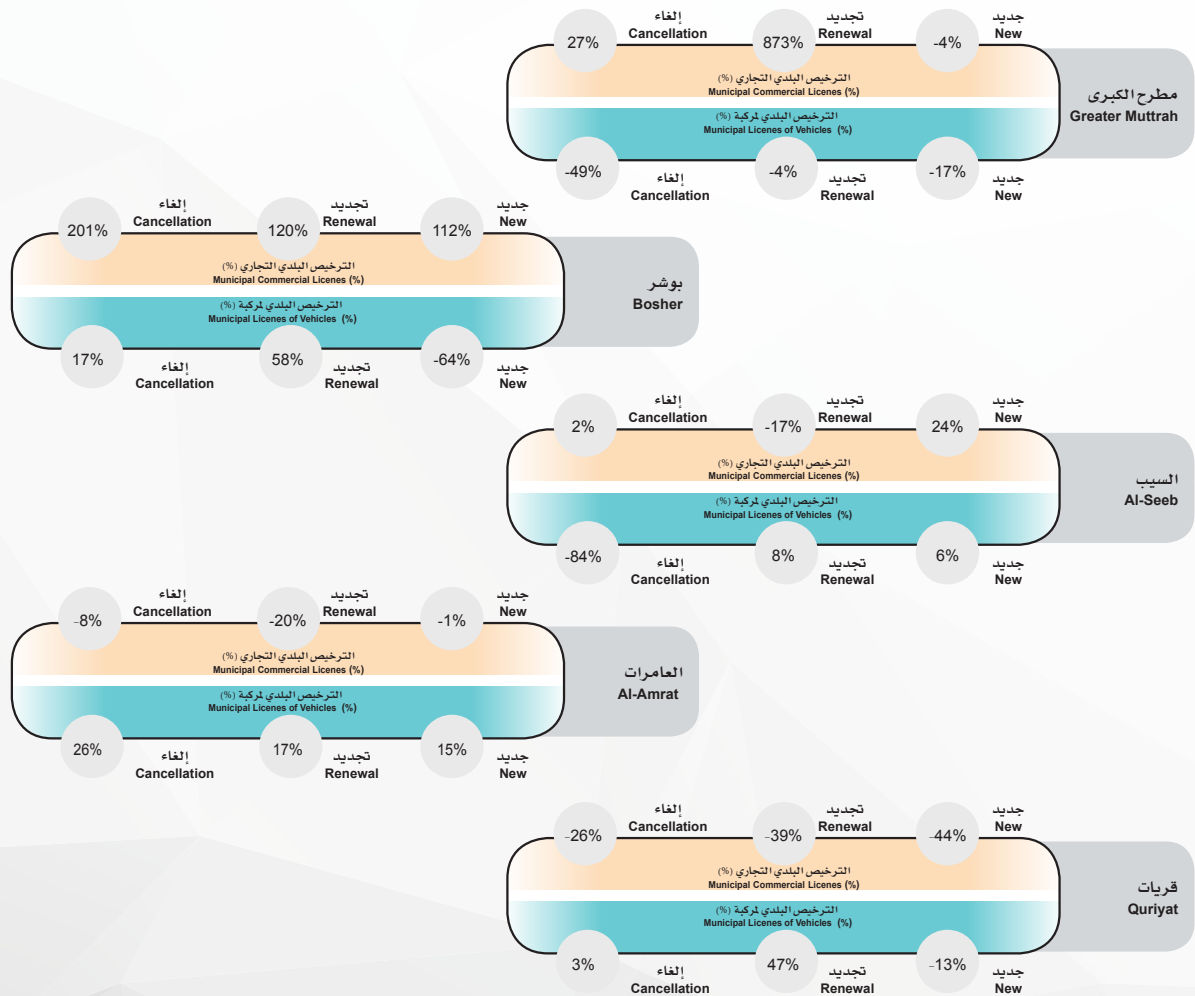 إلغاء
Cancellation
27%
تجديد
Renewal
873%
جديد
New
-4%
الترخيص البلدي التجاري (%)
Municipal Commercial Licenes (%)
الترخيص البلدي لمركبة (%)
Municipal Licenes of Vehicles (%)
مطرح الكبرى
Greater Muttrah
-49%
إلغاء
Cancellation
-4%
تجديد
Renewal
-17%
جديد
New
إلغاء
Cancellation
201%
تجديد
Renewal
120%
جديد
New
112%
الترخيص البلدي التجاري (%)
Municipal Commercial Licenes (%)
الترخيص البلدي لمركبة (%)
Municipal Licenes of Vehicles (%)
بوشر
Bosher
17%
إلغاء
Cancellation
58%
تجديد
Renewal
-64%
جديد
New
إلغاء
Cancellation
2%
تجديد
Renewal
-17%
جديد
New
24%
الترخيص البلدي التجاري (%)
Municipal Commercial Licenes (%)
الترخيص البلدي لمركبة (%)
Municipal Licenes of Vehicles (%)
السيب
Al-Seeb
-84%
إلغاء
Cancellation
8%
تجديد
Renewal
6%
جديد
New
إلغاء
Cancellation
-8%
تجديد
Renewal
-20%
جديد
New
-1%
الترخيص البلدي التجاري (%)
Municipal Commercial Licenes (%)
الترخيص البلدي لمركبة (%)
Municipal Licenes of Vehicles (%)
العامرات
Al-Amrat
26%
إلغاء
Cancellation
17%
تجديد
Renewal
15%
جديد
New
إلغاء
Cancellation
-26%
تجديد
Renewal
-39%
جديد
New
-44%
الترخيص البلدي التجاري (%)
Municipal Commercial Licenes (%)
الترخيص البلدي لمركبة (%)
Municipal Licenes of Vehicles (%)
قريات
Quriyat
3%
إلغاء
Cancellation
47%
تجديد
Renewal
-13%
جديد
New